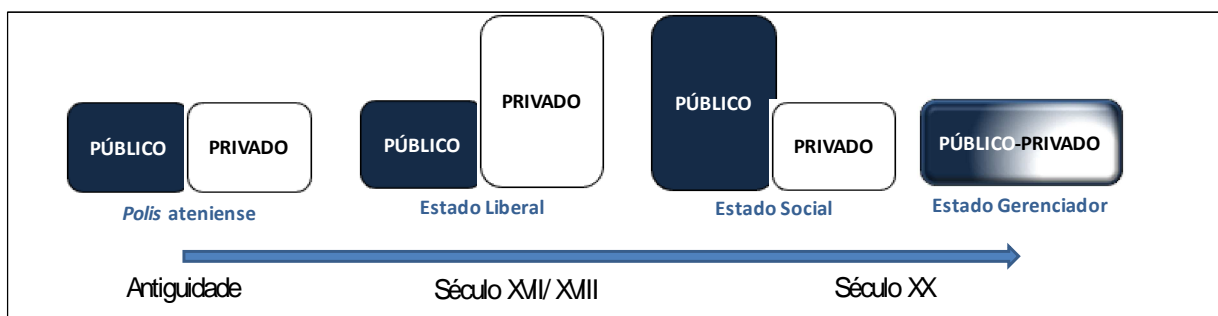 PÚBLICO
PRIVADO
Polis ateniense
PÚBLICO
PRIVADO
Estado Liberal
PÚBLICO
PRIVADO
Estado Social
PÚBLICO-PRIVADO
Estado Gerenciador
Antiguidade
Século XVI/ XVIII
Século XX